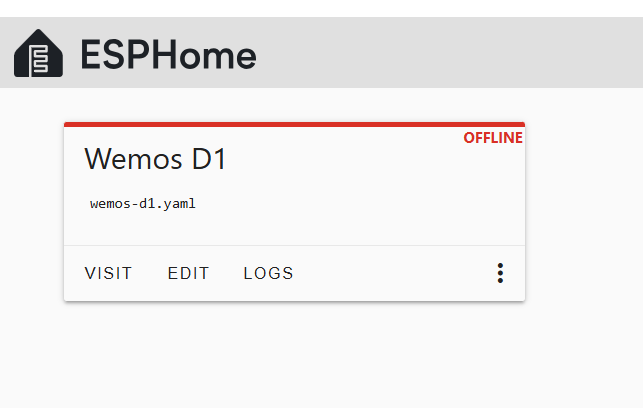 ESPHome
OFFLINE
Wemos D1
wemos-d1.yaml
VISIT EDIT LOGS